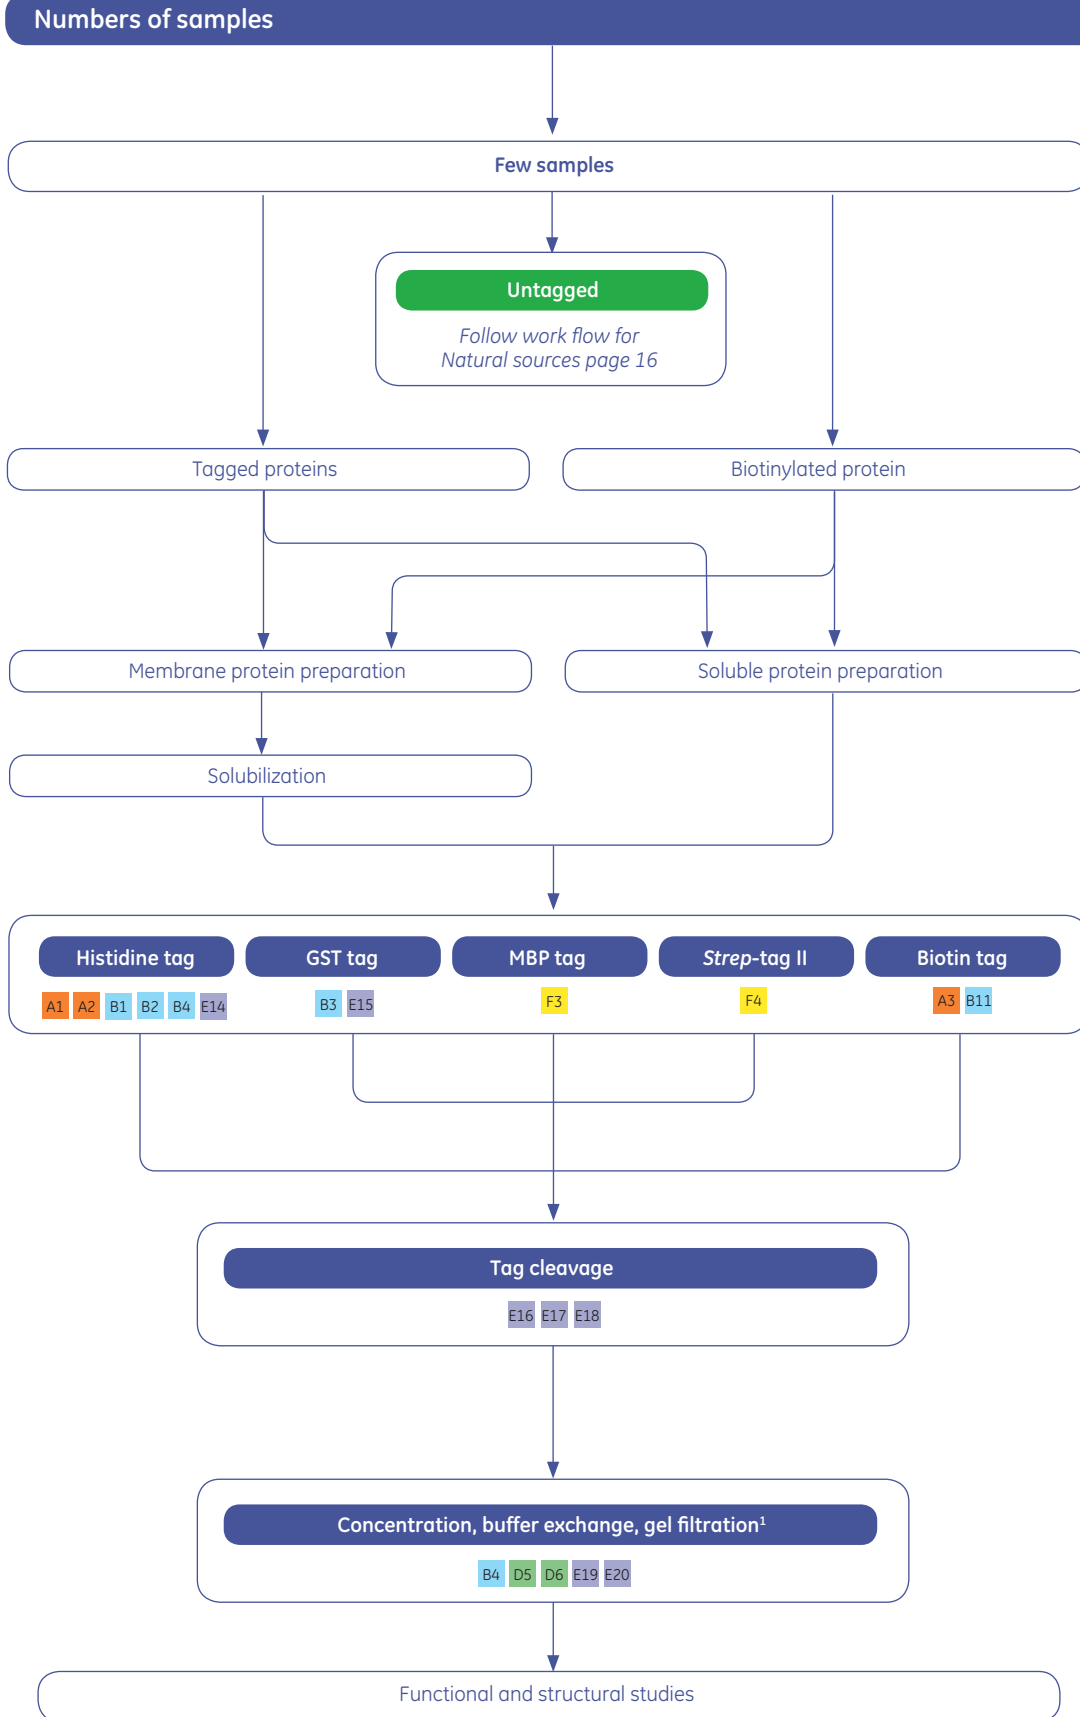 Numbers of samples
Few samples
Untagged
Follow work flow for
Natural sources page 16
Tagged proteins
Biotinylated protein
Membrane protein preparation
Soluble protein preparation
Solubilization
Histidine tag
GST tag
MBP tag
Strep-tag II
Biotin tag
A1 A2 B1 B2 B4 E14
B3 E15
F3
F4
A3 B11
Tag cleavage
E16 E17 E18
Concentration, buffer exchange, gel filtration¹
B4 D5 D6 E19 E20
Functional and structural studies